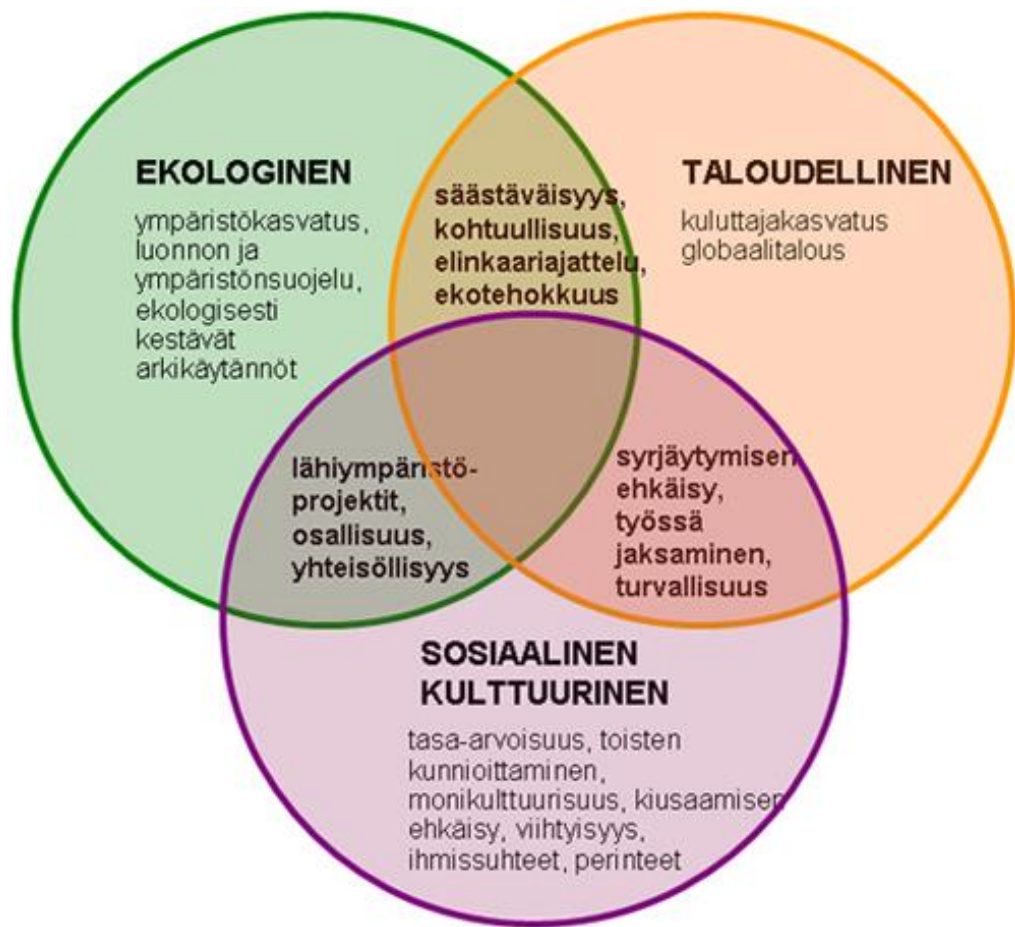 EKOLOGINEN
ympäristökasvatus,
luonnon ja
ympäristönsuojelu,
ekologisesti
kestävät
arkikäytännöt
säästäväisyys,
kohtuullisuus,
elinkaariajattelu,
ekotehokkuus
TALOUDELLINEN
kuluttajakasvatus
globaalitalous
lähiympäristö-
projektit,
osallisuus,
yhteisöllisyys
syrjäytymisen
ehkäisy,
työssä
jaksaminen,
turvallisuus
SOSIAALINEN
KULTTUURINEN
tasa-arvoisuus, toisten
kunnioittaminen,
monikulttuurisuus, kiusaamisen
ehkäisy, viihtyisyys,
ihmissuhteet, perinteet